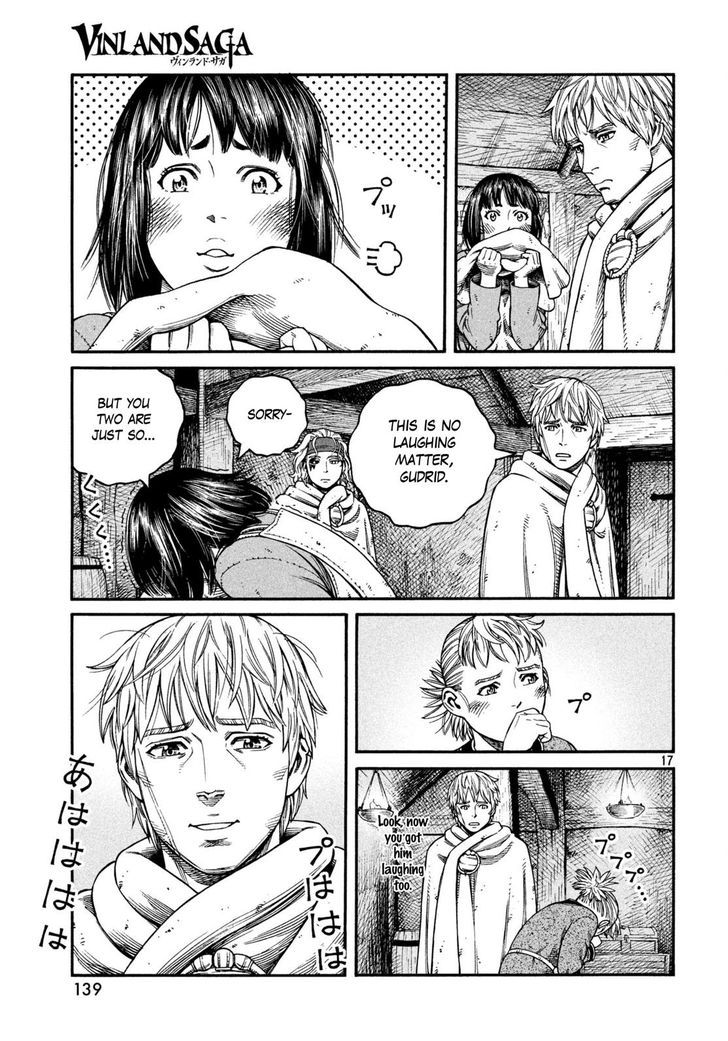 VINLAND SAGA
ヴィンランド・サガ
プッ
THIS IS NO
LAUGHING
MATTER,
GUDRID.
SORRY-
BUT YOU
TWO ARE
JUST SO...
くくく…
プ
17
Look, now
you got
him
laughing
too.
ププププ…
あはははは
プははは
139